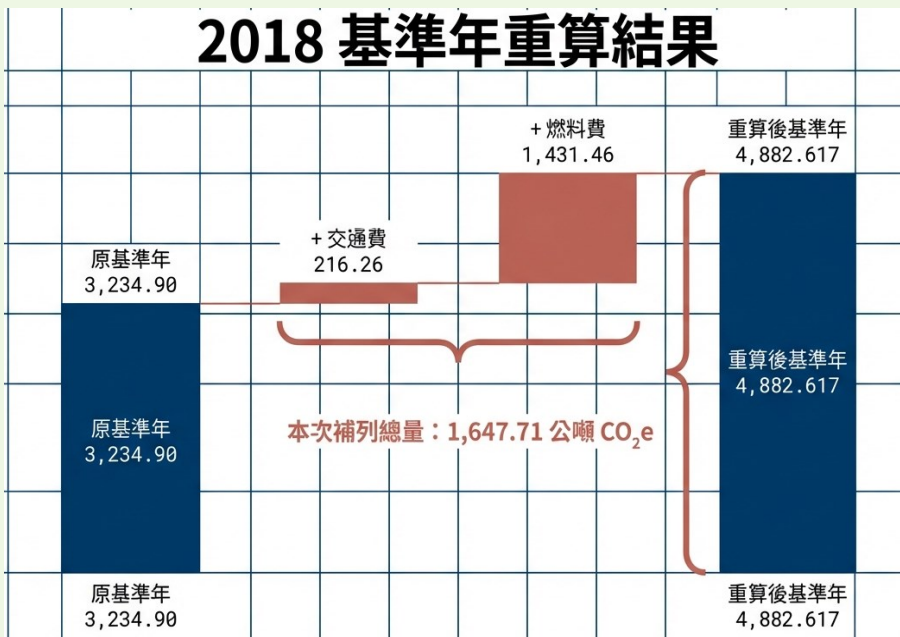 2018 基準年重算結果
+ 燃料費
1,431.46
重算後基準年
4,882.617
+ 交通費
216.26
原基準年
3,234.90
重算後基準年
4,882.617
原基準年
3,234.90
本次補列總量：1,647.71 公噸 CO₂e
原基準年
3,234.90
重算後基準年
4,882.617